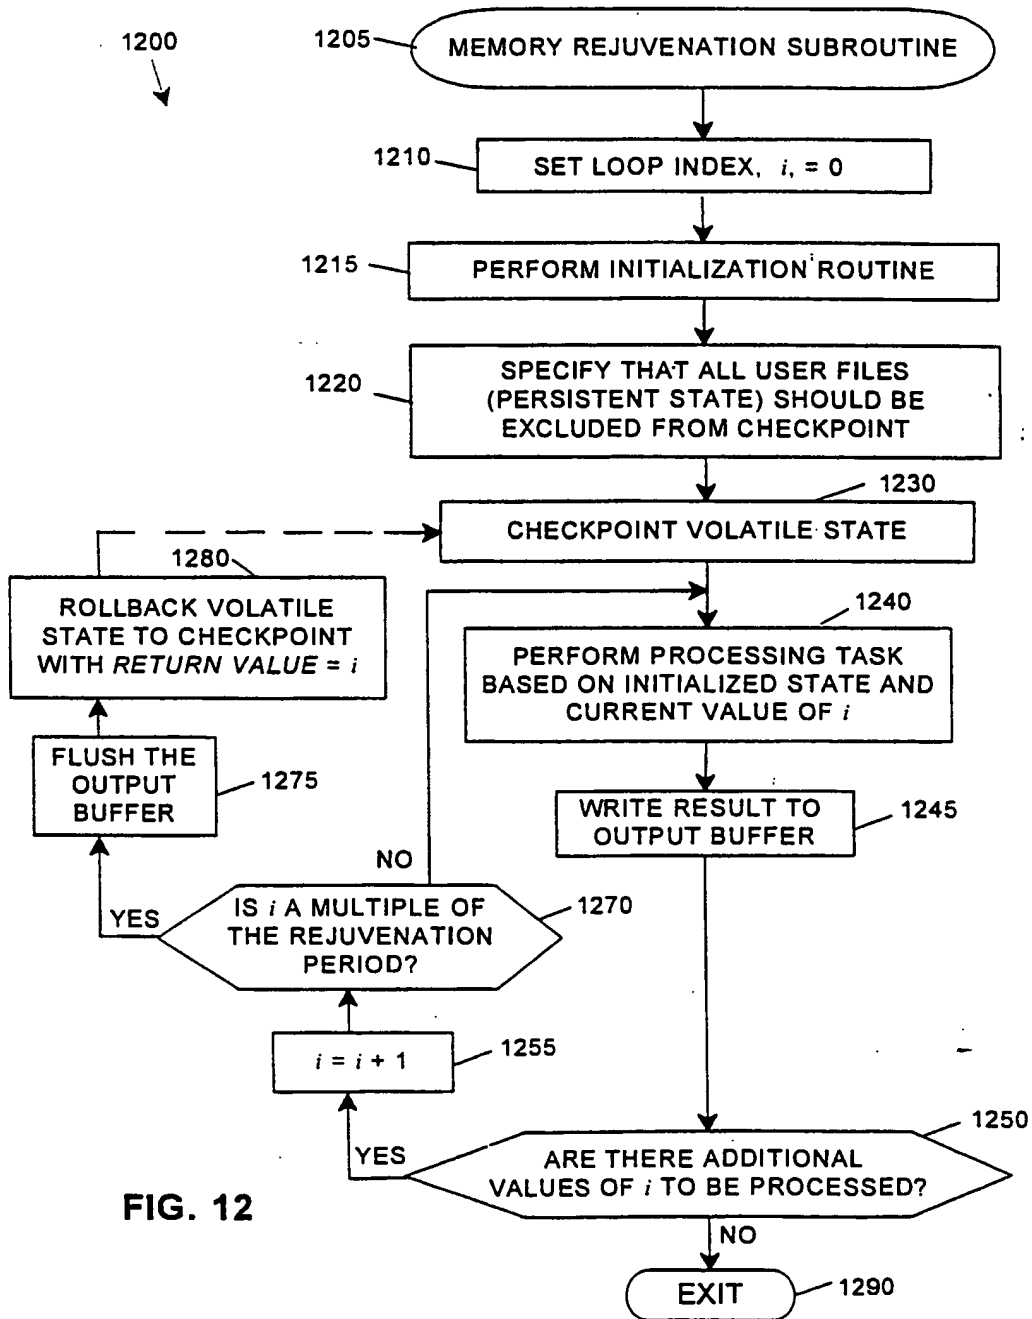 1200
1205
MEMORY REJUVENATION SUBROUTINE
1210
SET LOOP INDEX, i, = 0
1215
PERFORM INITIALIZATION ROUTINE
1220
SPECIFY THAT ALL USER FILES
(PERSISTENT STATE) SHOULD BE
EXCLUDED FROM CHECKPOINT
1230
CHECKPOINT VOLATILE STATE
1280
ROLLBACK VOLATILE
STATE TO CHECKPOINT
WITH RETURN VALUE = i
1240
PERFORM PROCESSING TASK
BASED ON INITIALIZED STATE AND
CURRENT VALUE OF i
FLUSH THE
OUTPUT
BUFFER
1275
WRITE RESULT TO
OUTPUT BUFFER
1245
NO
YES
IS i A MULTIPLE OF
THE REJUVENATION
PERIOD?
1270
i = i + 1
1255
YES
1250
ARE THERE ADDITIONAL
VALUES OF i TO BE PROCESSED?
NO
EXIT
1290
FIG. 12